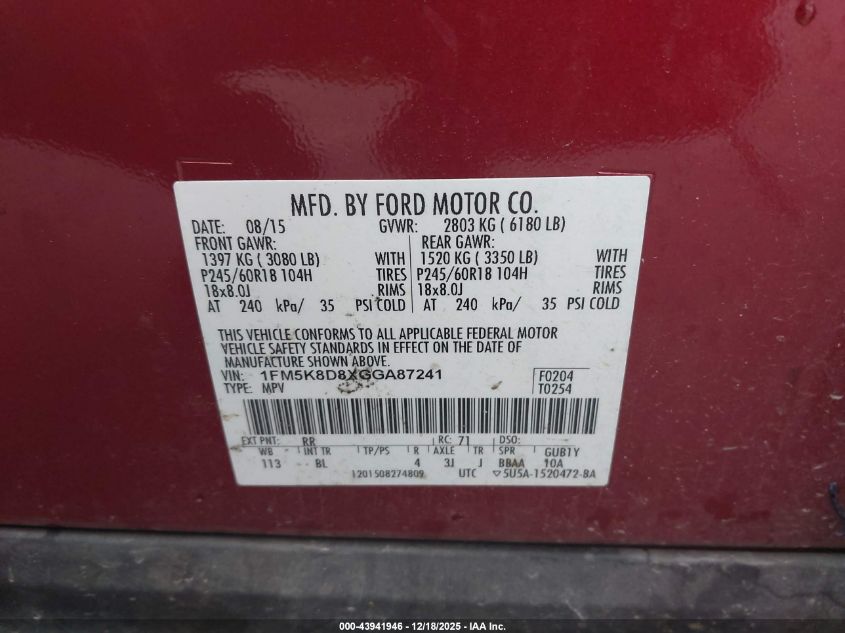 MFD. BY FORD MOTOR CO.
DATE: 08/15 GVWR: 2803 KG ( 6180 LB)
FRONT GAWR: REAR GAWR:
1397 KG ( 3080 LB) WITH 1520 KG ( 3350 LB) WITH
P245/60R18 104H TIRES P245/60R18 104H TIRES
18x8.0J RIMS 18x8.0J RIMS
AT 240 kPa/ 35 PSI COLD AT 240 kPa/ 35 PSI COLD
THIS VEHICLE CONFORMS TO ALL APPLICABLE FEDERAL MOTOR
VEHICLE SAFETY STANDARDS IN EFFECT ON THE DATE OF
MANUFACTURE SHOWN ABOVE.
VIN: 1FM5K8D8XGGA87241 F0204
TYPE: MPV T0254
EXT PNT: RR RC: 71 DSO:
WB INT TR TP/PS R AXLE TR SPR GUB1Y
113 BL 4 3J J BBAA 10A
1201508274809 UTC ▽5U5A-1520472-BA
000-43941946 - 12/18/2025 - IAA Inc.